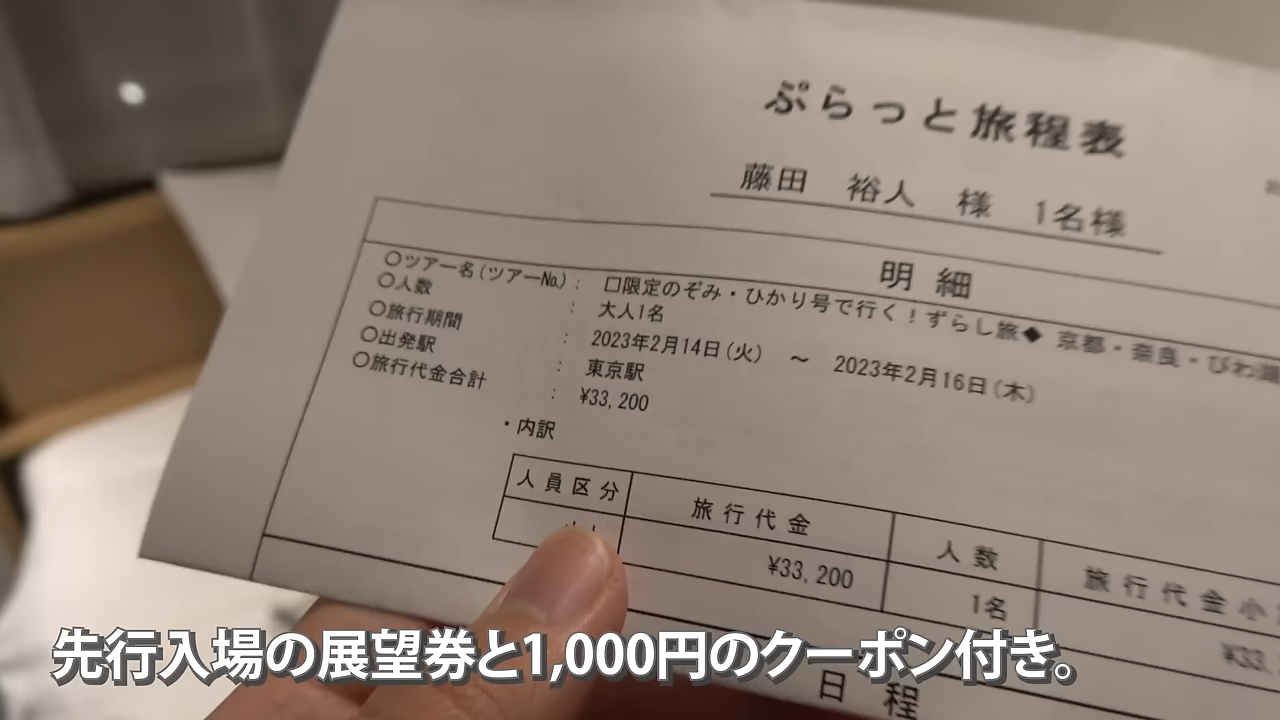 ぷらっと旅程表
藤田 裕人 様 1名様
明細
○ツアー名(ツアーNo.): 口限定のぞみ・ひかり号で行く!ずらし旅◆ 京都・奈良・びわ湖
○人数 : 大人1名
○旅行期間 : 2023年2月14日(火) ～ 2023年2月16日(木)
○出発駅 : 東京駅
○旅行代金合計 : ¥33,200
・内訳
人員区分 旅行代金 人数 旅行代金小
¥33,200 1名 ¥33.
日程
先行入場の展望券と1,000円のクーポン付き。